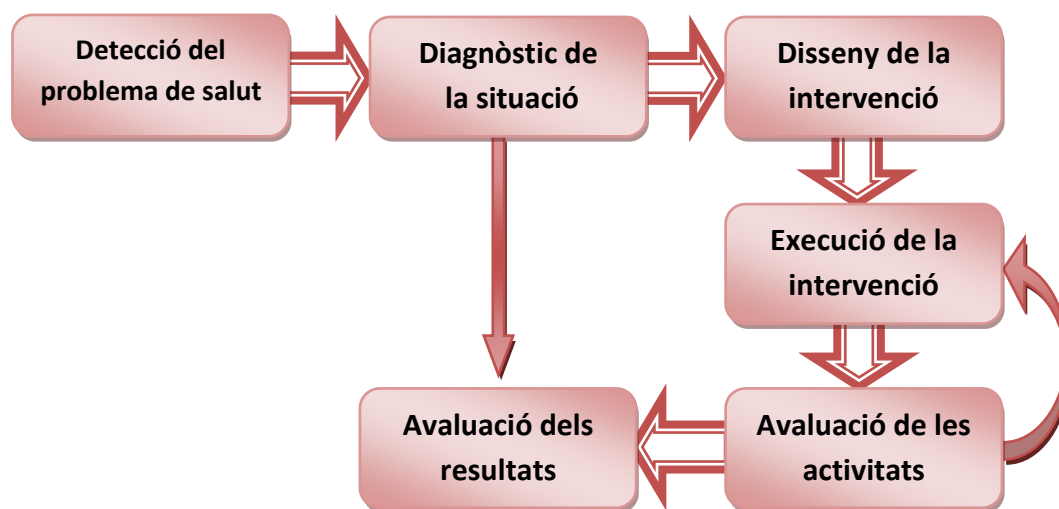 Detecció del
problema de salut
Diagnòstic de
la situació
Disseny de la
intervenció
Execució de la
intervenció
Avaluació dels
resultats
Avaluació de les
activitats